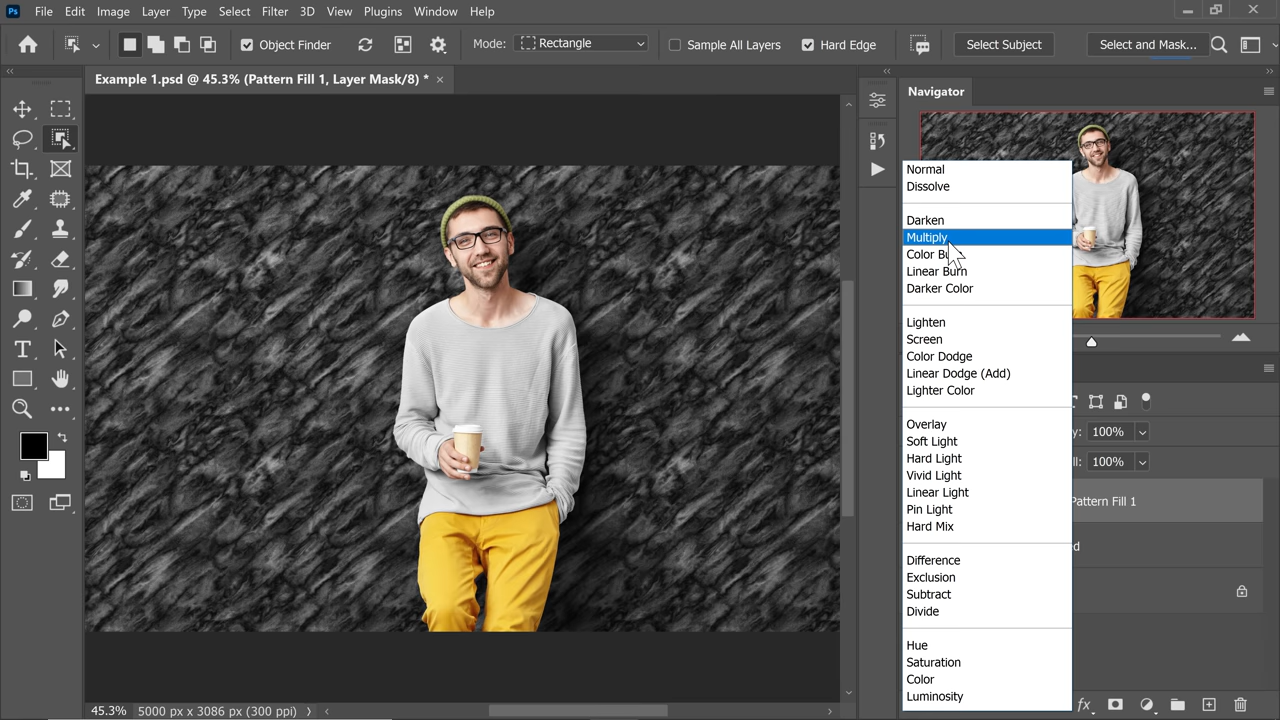 Ps File Edit Image Layer Type Select Filter 3D View Plugins Window Help
Object Finder Mode: Rectangle Sample All Layers Hard Edge Select Subject Select and Mask...
Example 1.psd @ 45.3% (Pattern Fill 1, Layer Mask/8) *
Navigator
Normal
Dissolve
Darken
Multiply
Linear Burn
Darker Color
Lighten
Screen
Color Dodge
Linear Dodge (Add)
Lighter Color
Overlay
Soft Light
Hard Light
Vivid Light
Linear Light
Pin Light
Hard Mix
Difference
Exclusion
Subtract
Divide
Hue
Saturation
Color
Luminosity
100%
100%
Pattern Fill 1
45.3% 5000 px x 3086 px (300 ppi)
fx